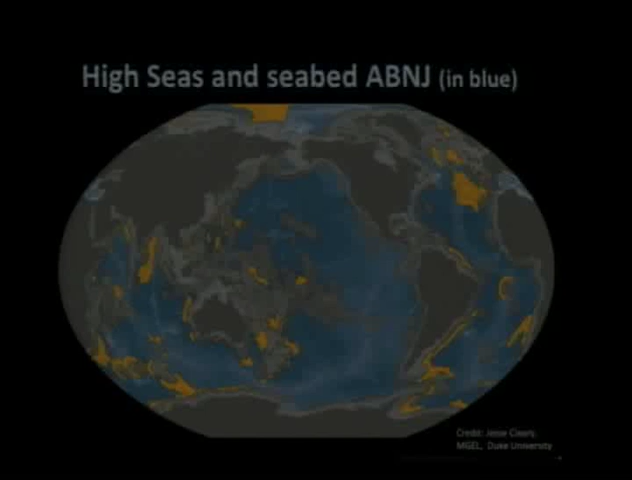 High Seas and seabed ABNJ (in blue)
Credit: Jesse Cleary,
MGEL, Duke University